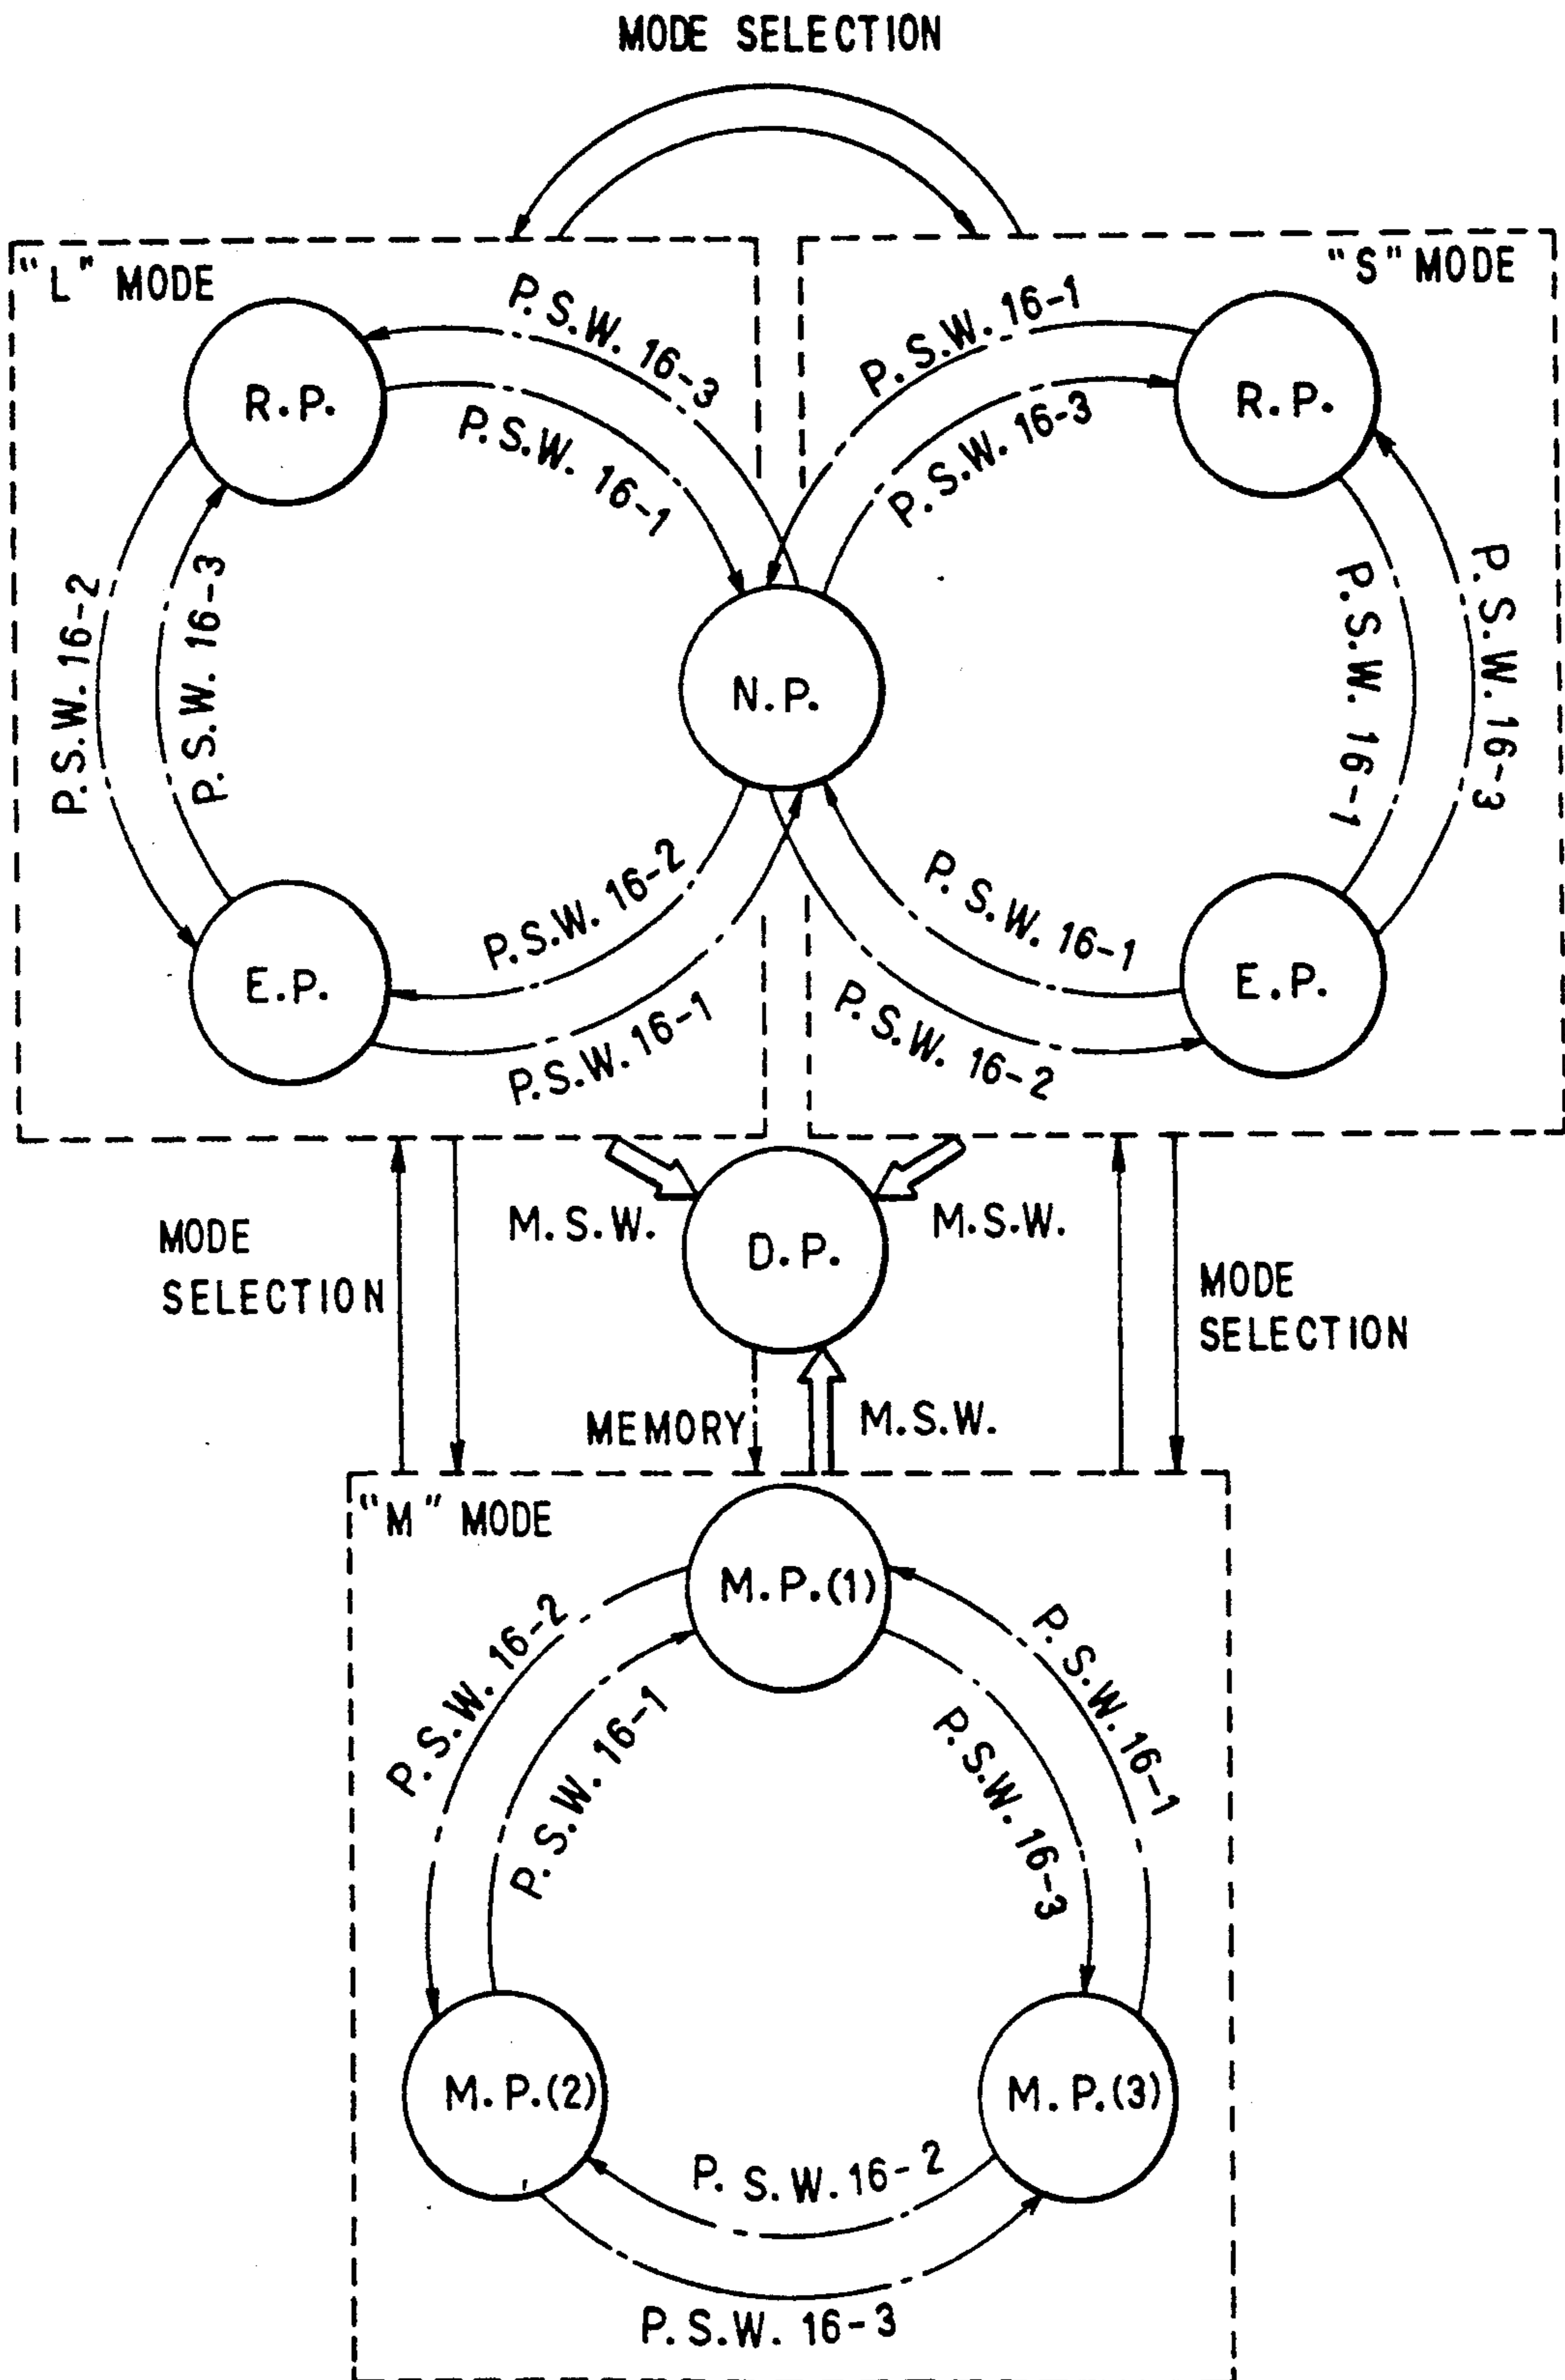 MODE SELECTION
"L" MODE
"S" MODE
P.S.W. 16-3
P.S.W. 16-1
P.S.W. 16-1
P.S.W. 16-3
R.P.
R.P.
P.S.W. 16-2
P.S.W. 16-3
N.P.
P.S.W. 16-1
P.S.W. 16-3
P.S.W. 16-2
P.S.W. 16-1
E.P.
E.P.
P.S.W. 16-1
P.S.W. 16-2
MODE
SELECTION
M.S.W.
D.P.
M.S.W.
MODE
SELECTION
MEMORY
M.S.W.
"M" MODE
M.P.(1)
P.S.W. 16-2
P.S.W. 16-1
P.S.W. 16-3
P.S.W. 16-1
M.P.(2)
M.P.(3)
P.S.W. 16-2
P.S.W. 16-3